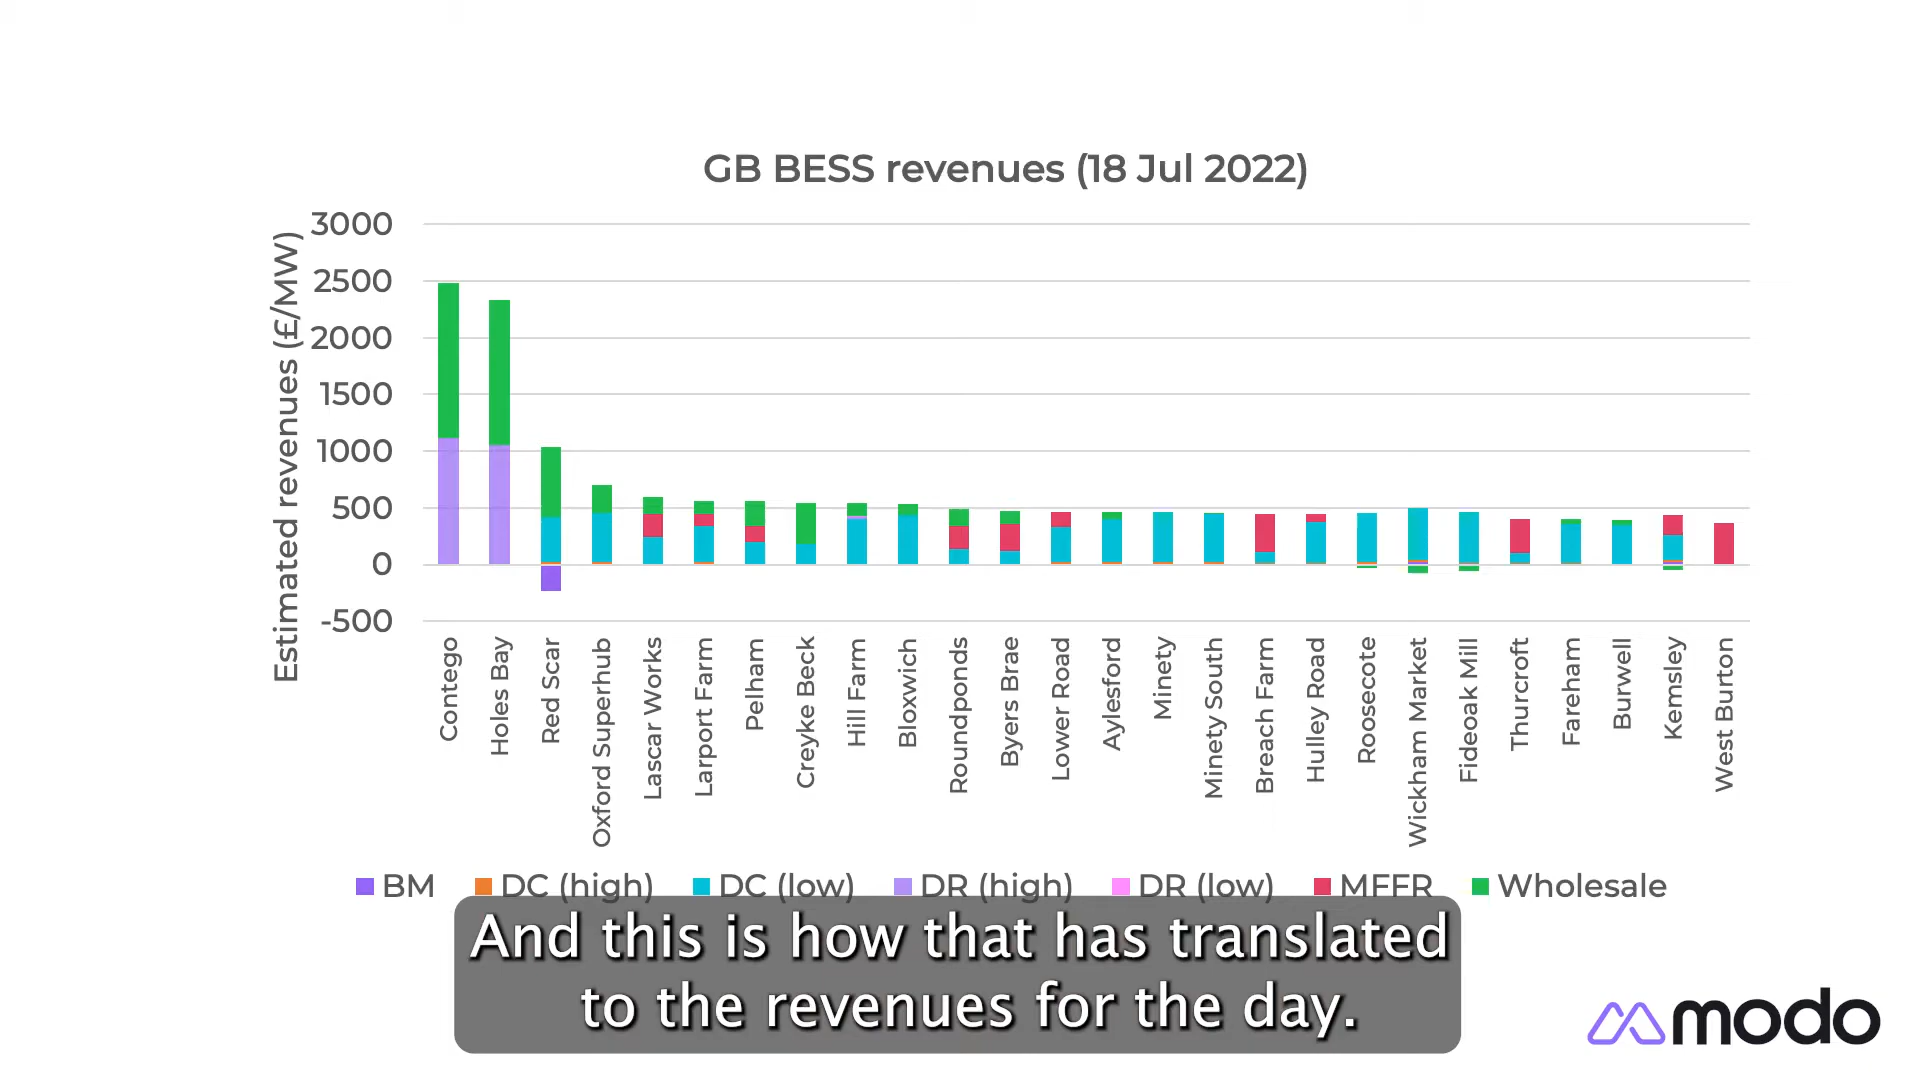 GB BESS revenues (18 Jul 2022)
Estimated revenues (£/MW)
3000
2500
2000
1500
1000
500
0
-500
Contego
Holes Bay
Red Scar
Oxford Superhub
Lascar Works
Larport Farm
Pelham
Creyke Beck
Hill Farm
Bloxwich
Roundponds
Byers Brae
Lower Road
Aylesford
Minety
Minety South
Breach Farm
Hulley Road
Roosecote
Wickham Market
Fideoak Mill
Thurcroft
Fareham
Burwell
Kemsley
West Burton
BM DC (high) DC (low) DR (high) DR (low) MFFR Wholesale
And this is how that has translated
to the revenues for the day.
modo